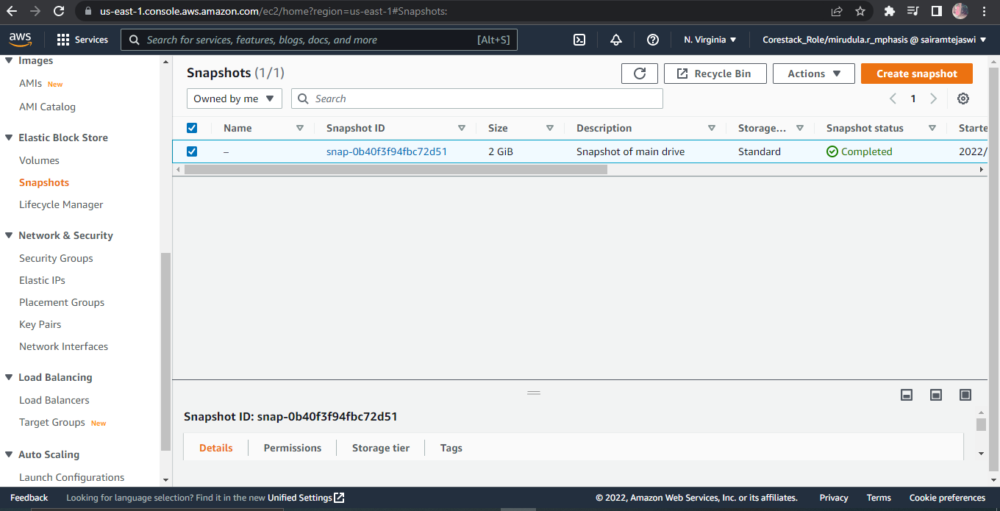 us-east-1.console.aws.amazon.com/ec2/home?region=us-east-1#Snapshots:
aws Services Search for services, features, blogs, docs, and more [Alt+S] N. Virginia Corestack_Role/mirudula.r_mphasis @ sairamtejaswi
Images
AMIs New
AMI Catalog
Elastic Block Store
Volumes
Snapshots
Lifecycle Manager
Network & Security
Security Groups
Elastic IPs
Placement Groups
Key Pairs
Network Interfaces
Load Balancing
Load Balancers
Target Groups New
Auto Scaling
Launch Configurations
Snapshots (1/1)
Recycle Bin Actions Create snapshot
Owned by me Search 1
Name Snapshot ID Size Description Storage... Snapshot status Starte
– snap-0b40f3f94fbc72d51 2 GiB Snapshot of main drive Standard Completed 2022/
Snapshot ID: snap-0b40f3f94fbc72d51
Details Permissions Storage tier Tags
Feedback Looking for language selection? Find it in the new Unified Settings © 2022, Amazon Web Services, Inc. or its affiliates. Privacy Terms Cookie preferences